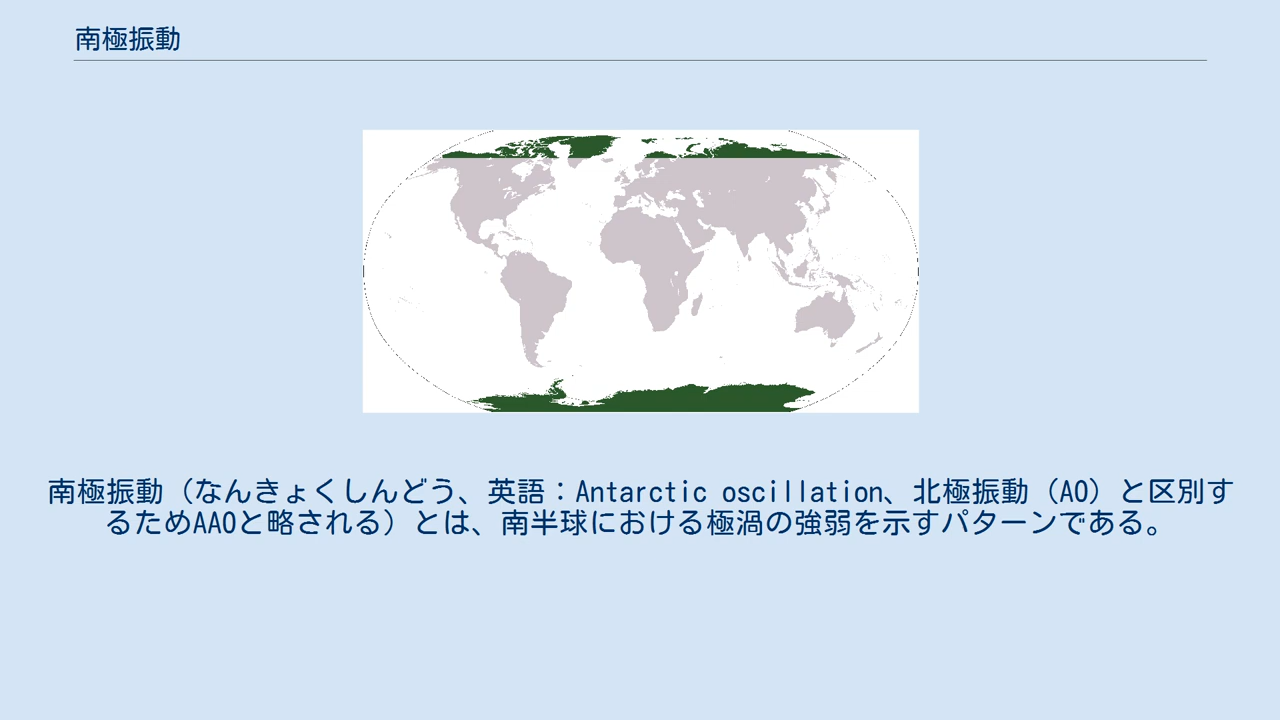 南極振動
南極振動（なんきょくしんどう、英語：Antarctic oscillation、北極振動（AO）と区別す
るためAAOと略される）とは、南半球における極渦の強弱を示すパターンである。